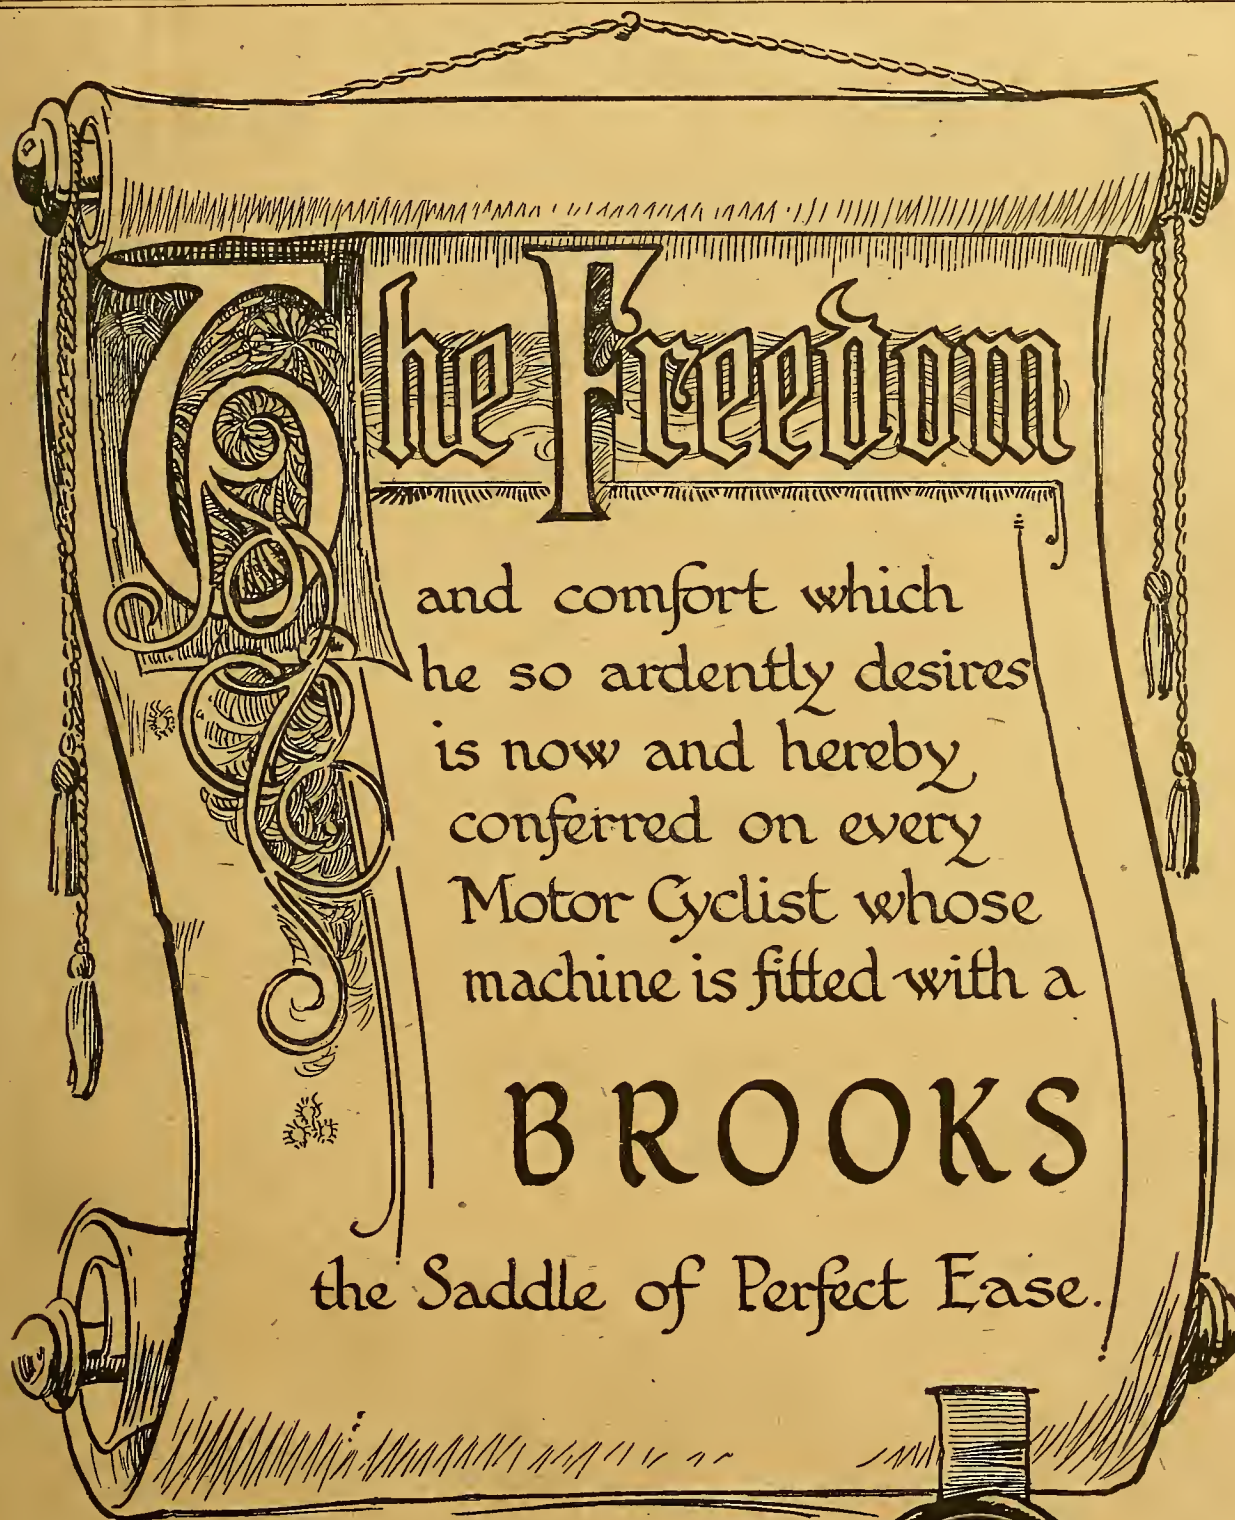 The Freedom
and comfort which
he so ardently desires
is now and hereby
conferred on every
Motor Cyclist whose
machine is fitted with a
BROOKS
the Saddle of Perfect Ease.